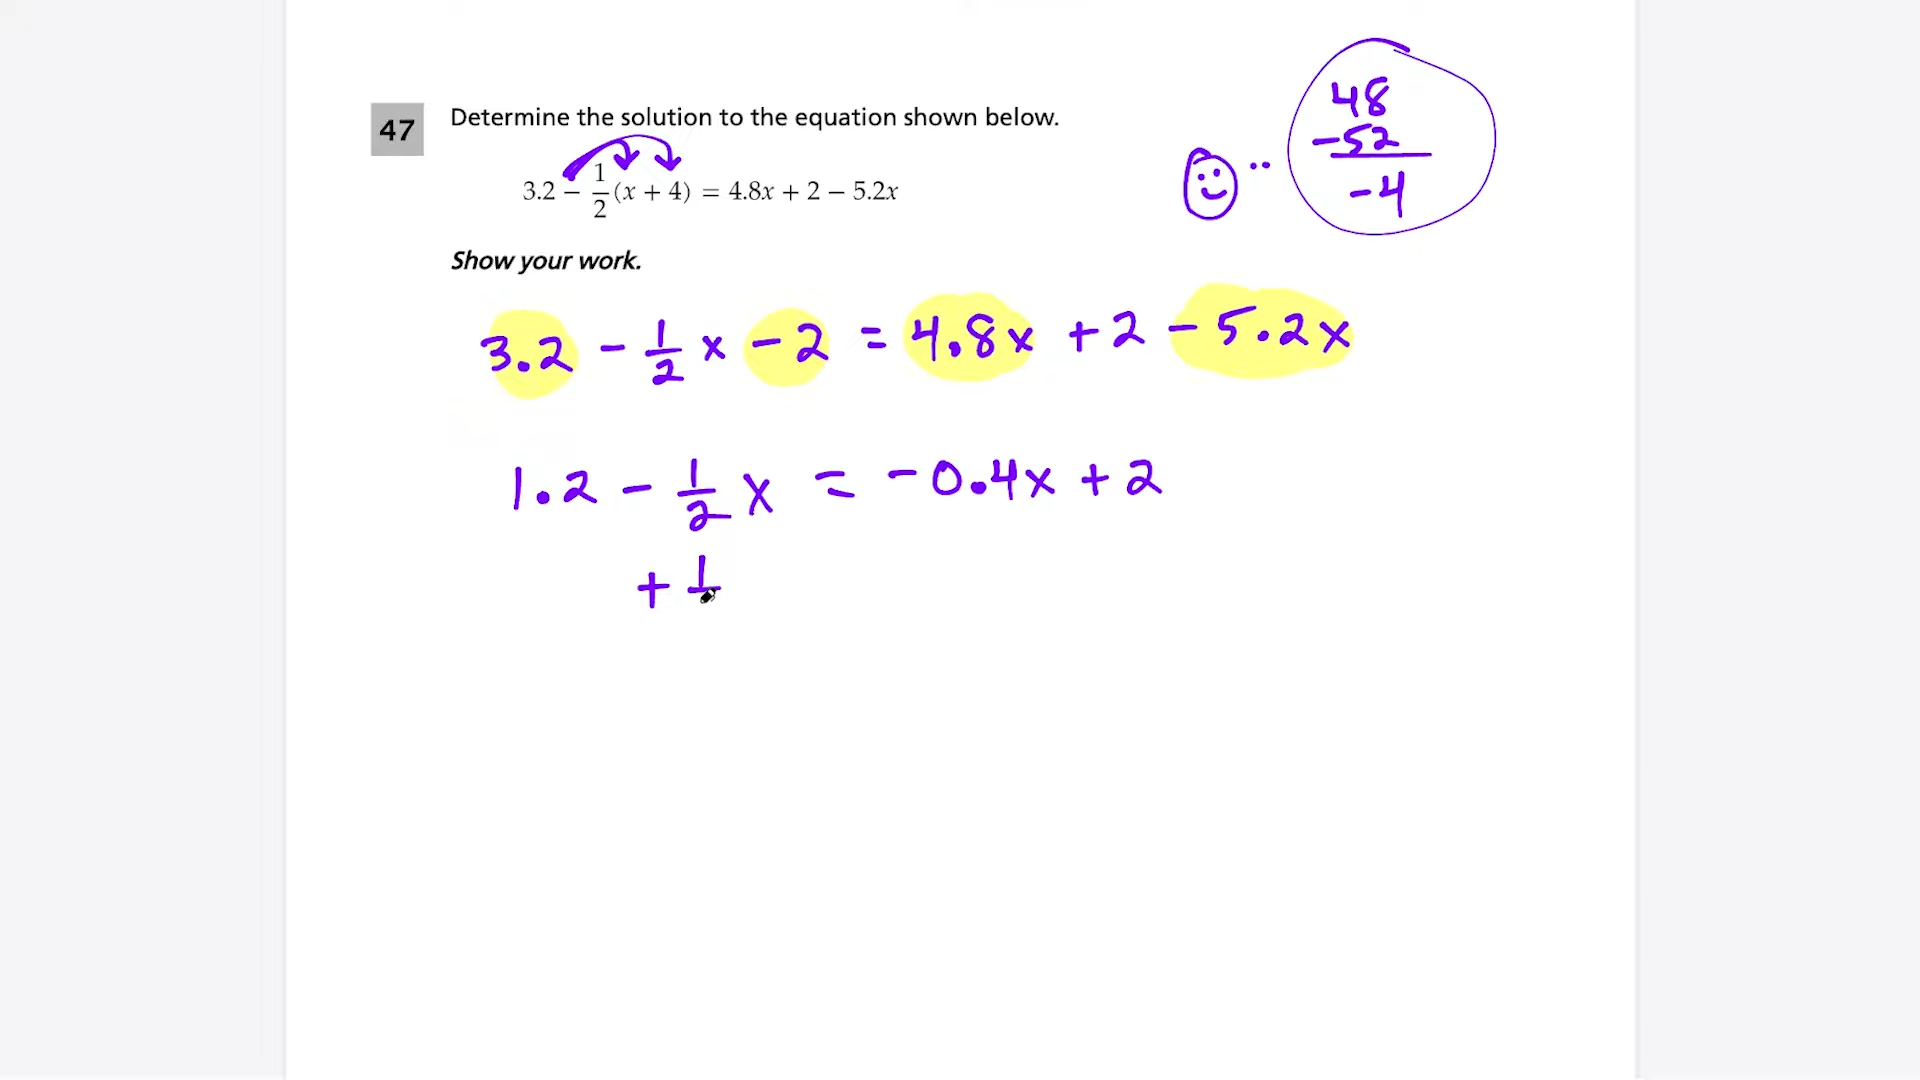 47 Determine the solution to the equation shown below.
3.2 − 1/2(x + 4) = 4.8x + 2 − 5.2x
Show your work.
48
−52
−4
3.2 − 1/2 x − 2 = 4.8x + 2 − 5.2x
1.2 − 1/2 x = −0.4x + 2
+ 1